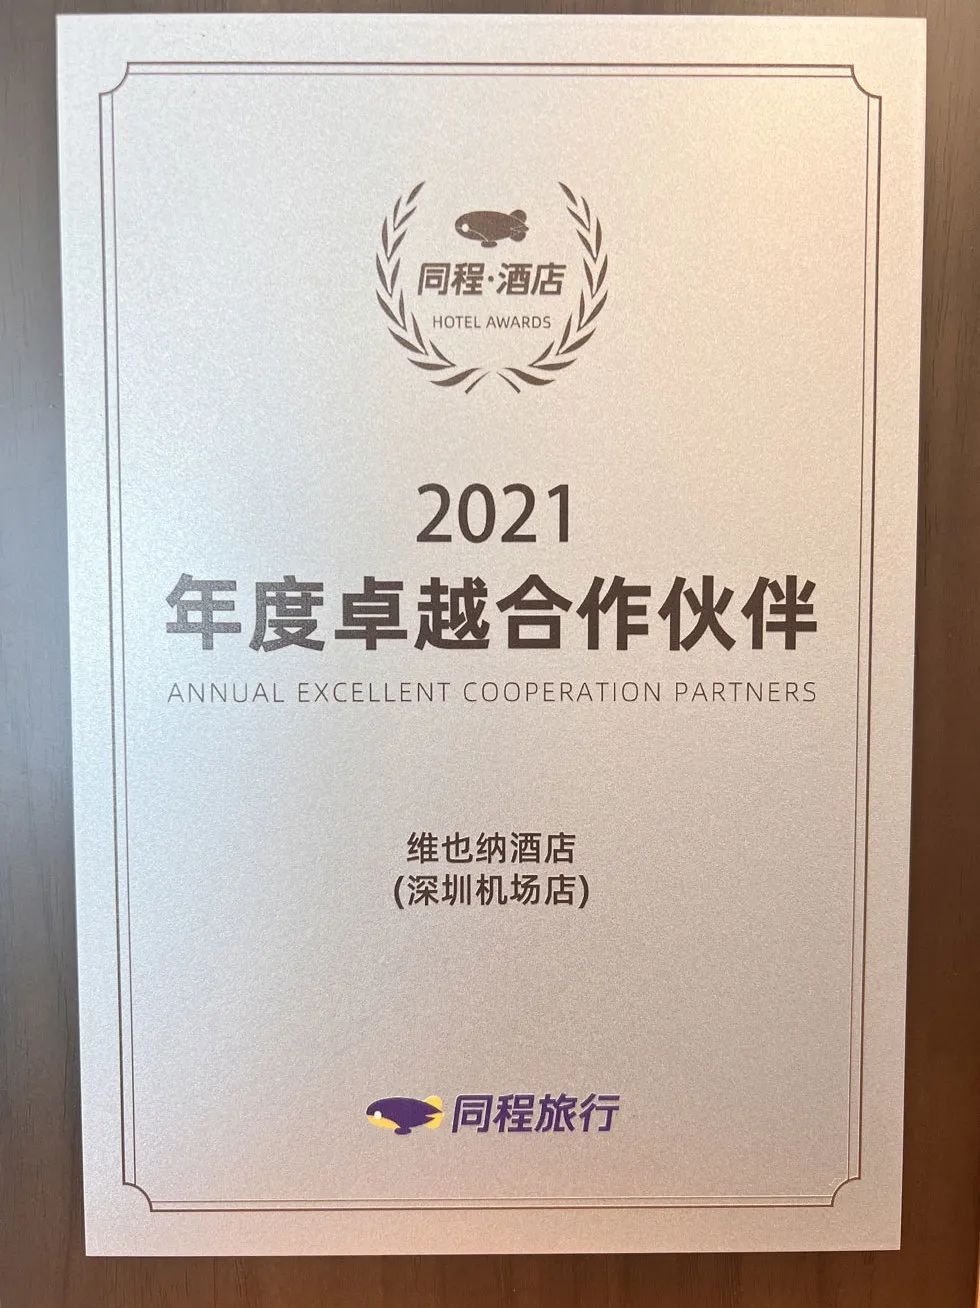 同程·酒店
HOTEL AWARDS
2021
年度卓越合作伙伴
ANNUAL EXCELLENT COOPERATION PARTNERS
维也纳酒店
(深圳机场店)
同程旅行